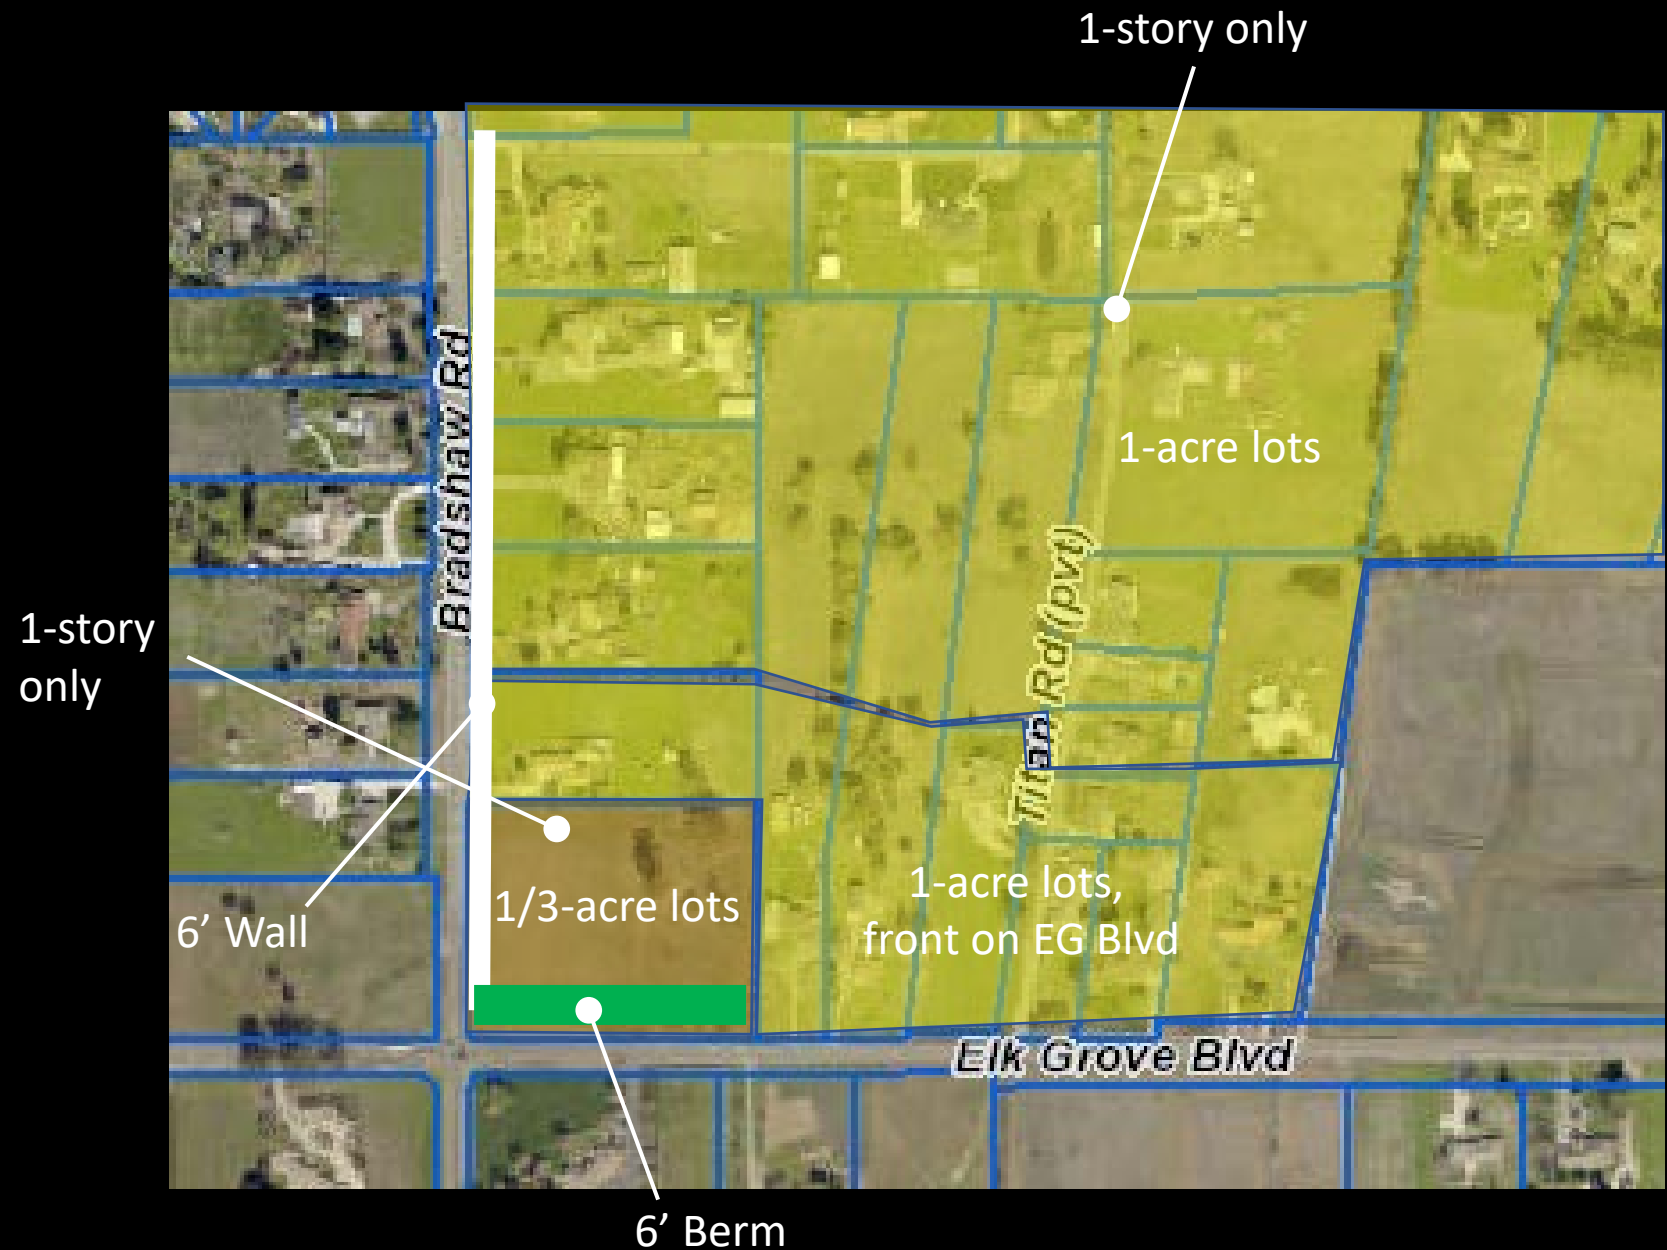 1-story only
Bradshaw Rd
1-acre lots
Titan Rd (pvt)
1-story
only
1/3-acre lots
1-acre lots,
front on EG Blvd
6’ Wall
Elk Grove Blvd
6’ Berm